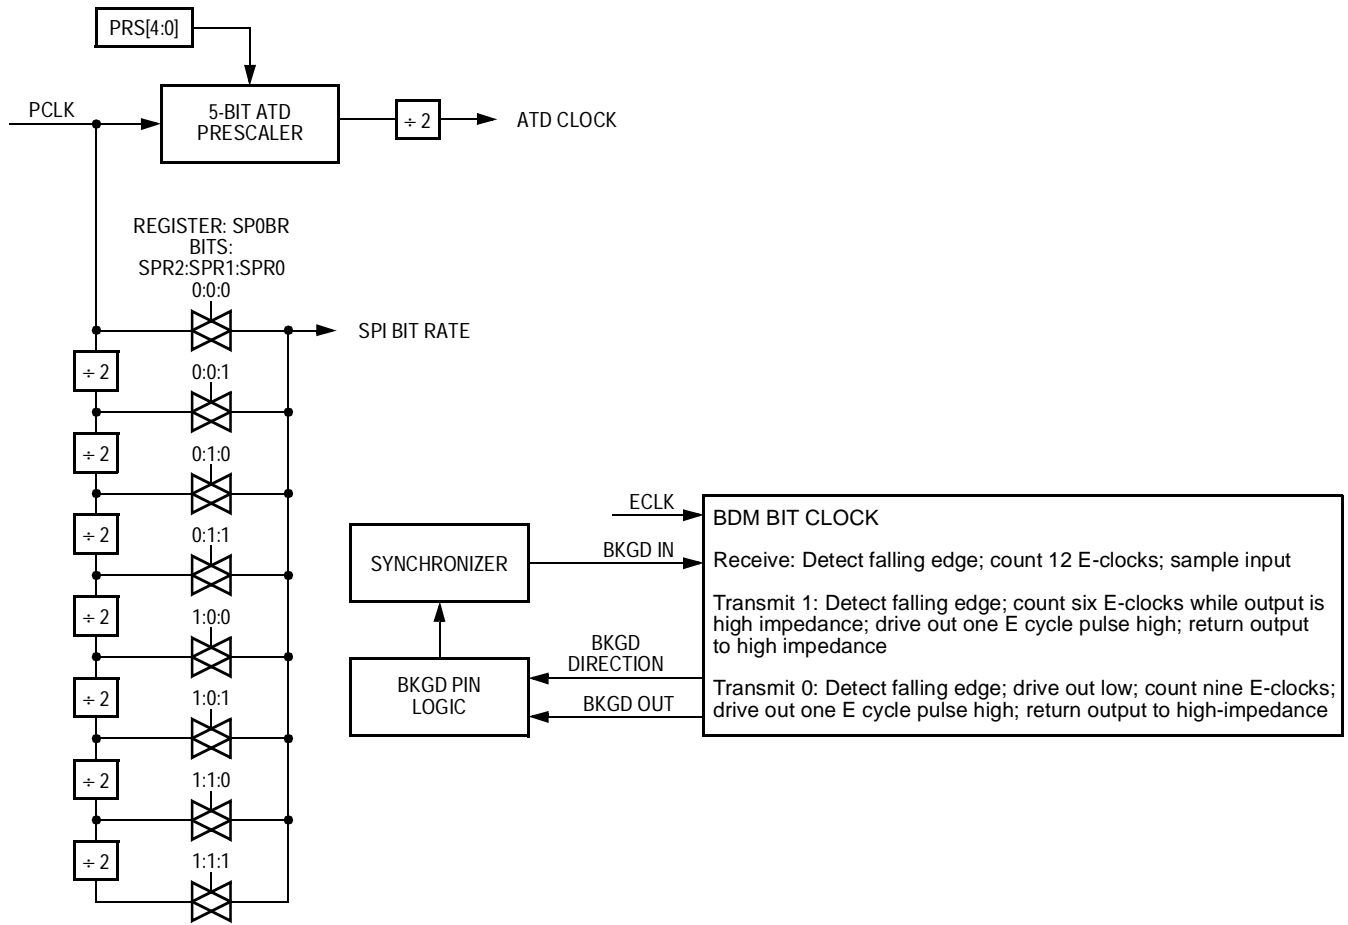 PRS[4:0]
PCLK
5-BIT ATD
PRESCALER
÷ 2
ATD CLOCK
REGISTER: SP0BR
BITS:
SPR2:SPR1:SPR0
0:0:0
SPI BIT RATE
÷ 2
0:0:1
÷ 2
0:1:0
÷ 2
0:1:1
÷ 2
1:0:0
÷ 2
1:0:1
÷ 2
1:1:0
÷ 2
1:1:1
SYNCHRONIZER
BKGD PIN
LOGIC
ECLK
BKGD IN
BKGD
DIRECTION
BKGD OUT
BDM BIT CLOCK
Receive: Detect falling edge; count 12 E-clocks; sample input
Transmit 1: Detect falling edge; count six E-clocks while output is
high impedance; drive out one E cycle pulse high; return output
to high impedance
Transmit 0: Detect falling edge; drive out low; count nine E-clocks;
drive out one E cycle pulse high; return output to high-impedance